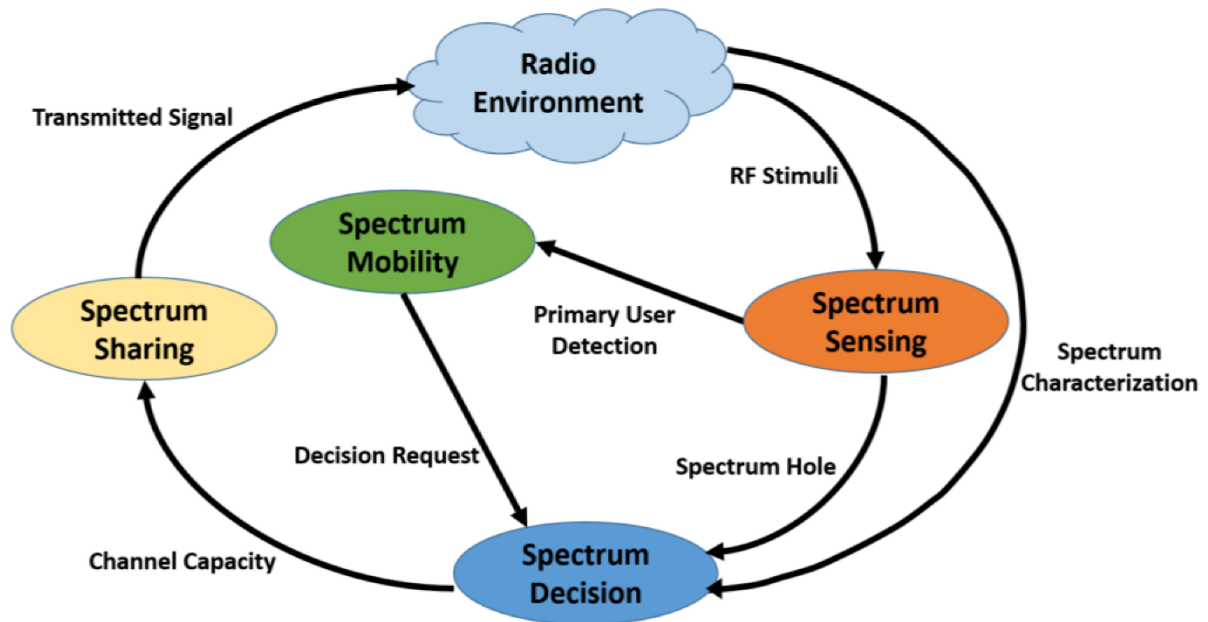 Radio
Environment
Transmitted Signal
RF Stimuli
Spectrum
Mobility
Spectrum
Sharing
Primary User
Detection
Spectrum
Sensing
Spectrum
Characterization
Decision Request
Spectrum Hole
Channel Capacity
Spectrum
Decision